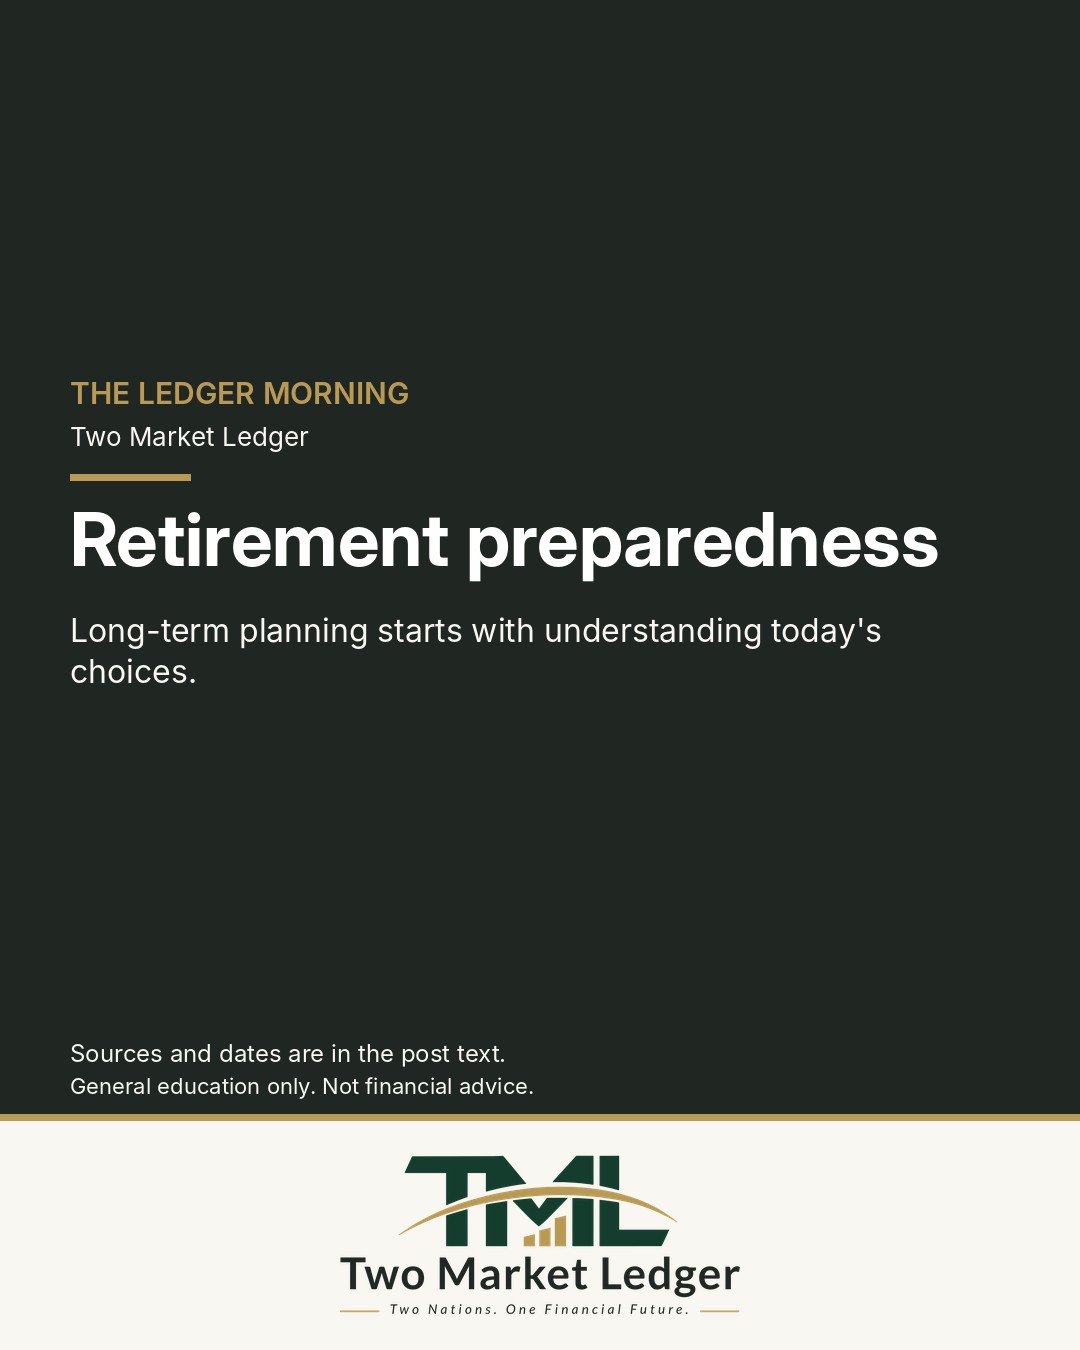 THE LEDGER MORNING
Two Market Ledger
Retirement preparedness
Long-term planning starts with understanding today's
choices.
Sources and dates are in the post text.
General education only. Not financial advice.
TML
Two Market Ledger
Two Nations. One Financial Future.